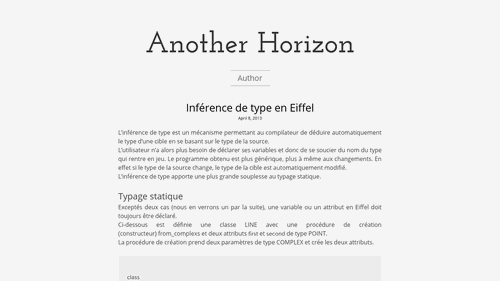 Another Horizon
Author
Inférence de type en Eiffel
April 8, 2013
L'inférence de type est un mécanisme permettant au compilateur de déduire automatiquement
le type d'une cible en se basant sur le type de la source.
L'utilisateur n'a alors plus besoin de déclarer ses variables et donc de se soucier du nom du type
qui rentre en jeu. Le programme obtenu est plus générique, plus à même aux changements. En
effet si le type de la source change, le type de la cible est automatiquement modifié.
L'inférence de type apporte une plus grande souplesse au typage statique.
Typage statique
Exceptés deux cas (nous en verrons un par la suite), une variable ou un attribut en Eiffel doit
toujours être déclaré.
Ci-dessous est définie une classe LINE avec une procédure de création
(constructeur) from_complexs et deux attributs first et second de type POINT.
La procédure de création prend deux paramètres de type COMPLEX et crée les deux attributs.
class